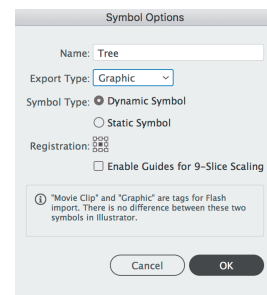 Symbol Options
Name: Tree
Export Type: Graphic
Symbol Type: Dynamic Symbol
Static Symbol
Registration:
Enable Guides for 9-Slice Scaling
"Movie Clip" and "Graphic" are tags for Flash
import. There is no difference between these two
symbols in Illustrator.
Cancel OK